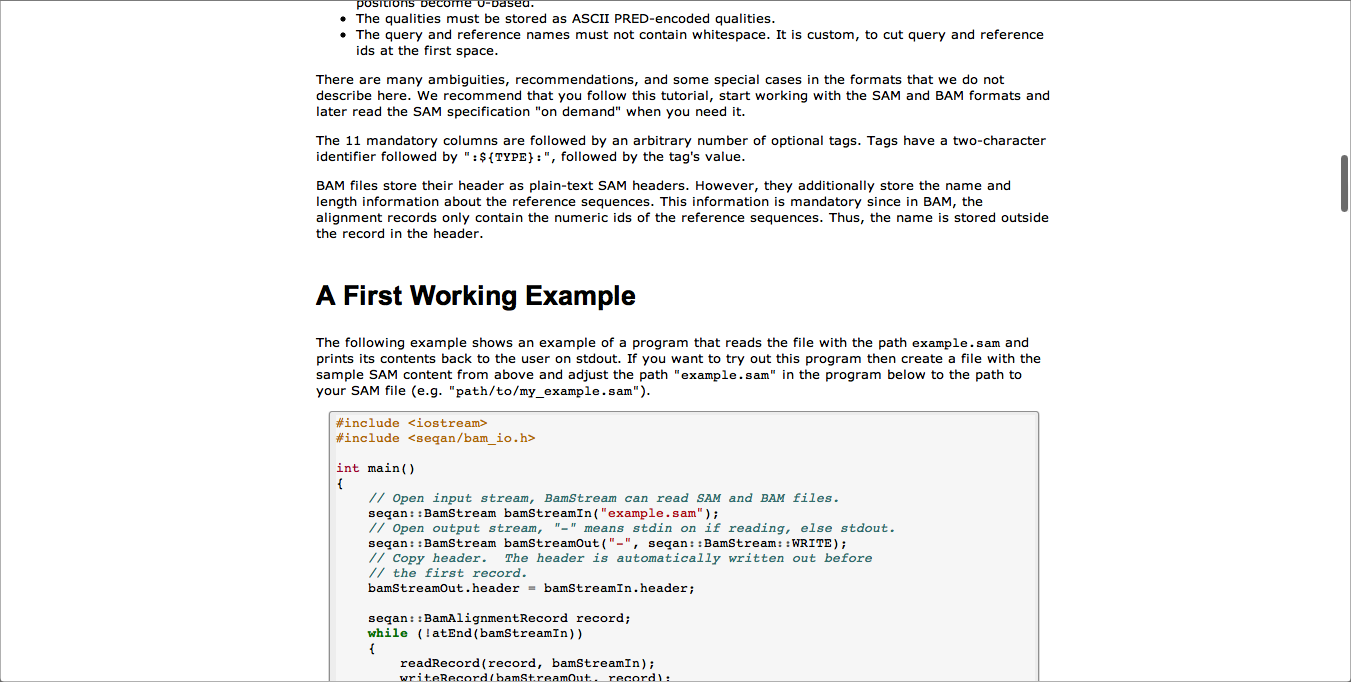 positions become 0-based.
• The qualities must be stored as ASCII PRED-encoded qualities.
• The query and reference names must not contain whitespace. It is custom, to cut query and reference
ids at the first space.
There are many ambiguities, recommendations, and some special cases in the formats that we do not
describe here. We recommend that you follow this tutorial, start working with the SAM and BAM formats and
later read the SAM specification "on demand" when you need it.
The 11 mandatory columns are followed by an arbitrary number of optional tags. Tags have a two-character
identifier followed by ":${TYPE}:", followed by the tag's value.
BAM files store their header as plain-text SAM headers. However, they additionally store the name and
length information about the reference sequences. This information is mandatory since in BAM, the
alignment records only contain the numeric ids of the reference sequences. Thus, the name is stored outside
the record in the header.
A First Working Example
The following example shows an example of a program that reads the file with the path example.sam and
prints its contents back to the user on stdout. If you want to try out this program then create a file with the
sample SAM content from above and adjust the path "example.sam" in the program below to the path to
your SAM file (e.g. "path/to/my_example.sam").
#include <iostream>
#include <seqan/bam_io.h>
int main()
{
    // Open input stream, BamStream can read SAM and BAM files.
    seqan::BamStream bamStreamIn("example.sam");
    // Open output stream, "-" means stdin on if reading, else stdout.
    seqan::BamStream bamStreamOut("-", seqan::BamStream::WRITE);
    // Copy header.  The header is automatically written out before
    // the first record.
    bamStreamOut.header = bamStreamIn.header;
    seqan::BamAlignmentRecord record;
    while (!atEnd(bamStreamIn))
    {
        readRecord(record, bamStreamIn);
        writeRecord(bamStreamOut, record);